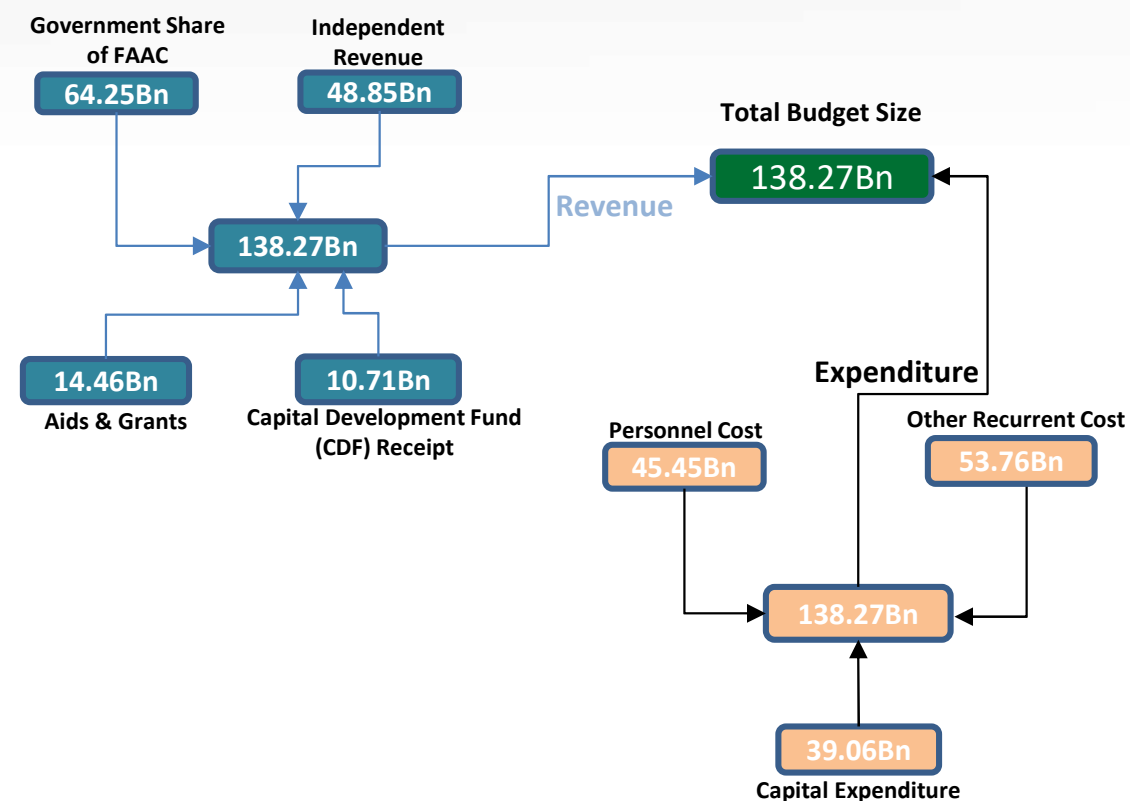 Government Share
of FAAC
64.25Bn
Independent
Revenue
48.85Bn
Total Budget Size
138.27Bn
Revenue
138.27Bn
14.46Bn
Aids & Grants
10.71Bn
Capital Development Fund
(CDF) Receipt
Expenditure
Personnel Cost
45.45Bn
Other Recurrent Cost
53.76Bn
138.27Bn
39.06Bn
Capital Expenditure